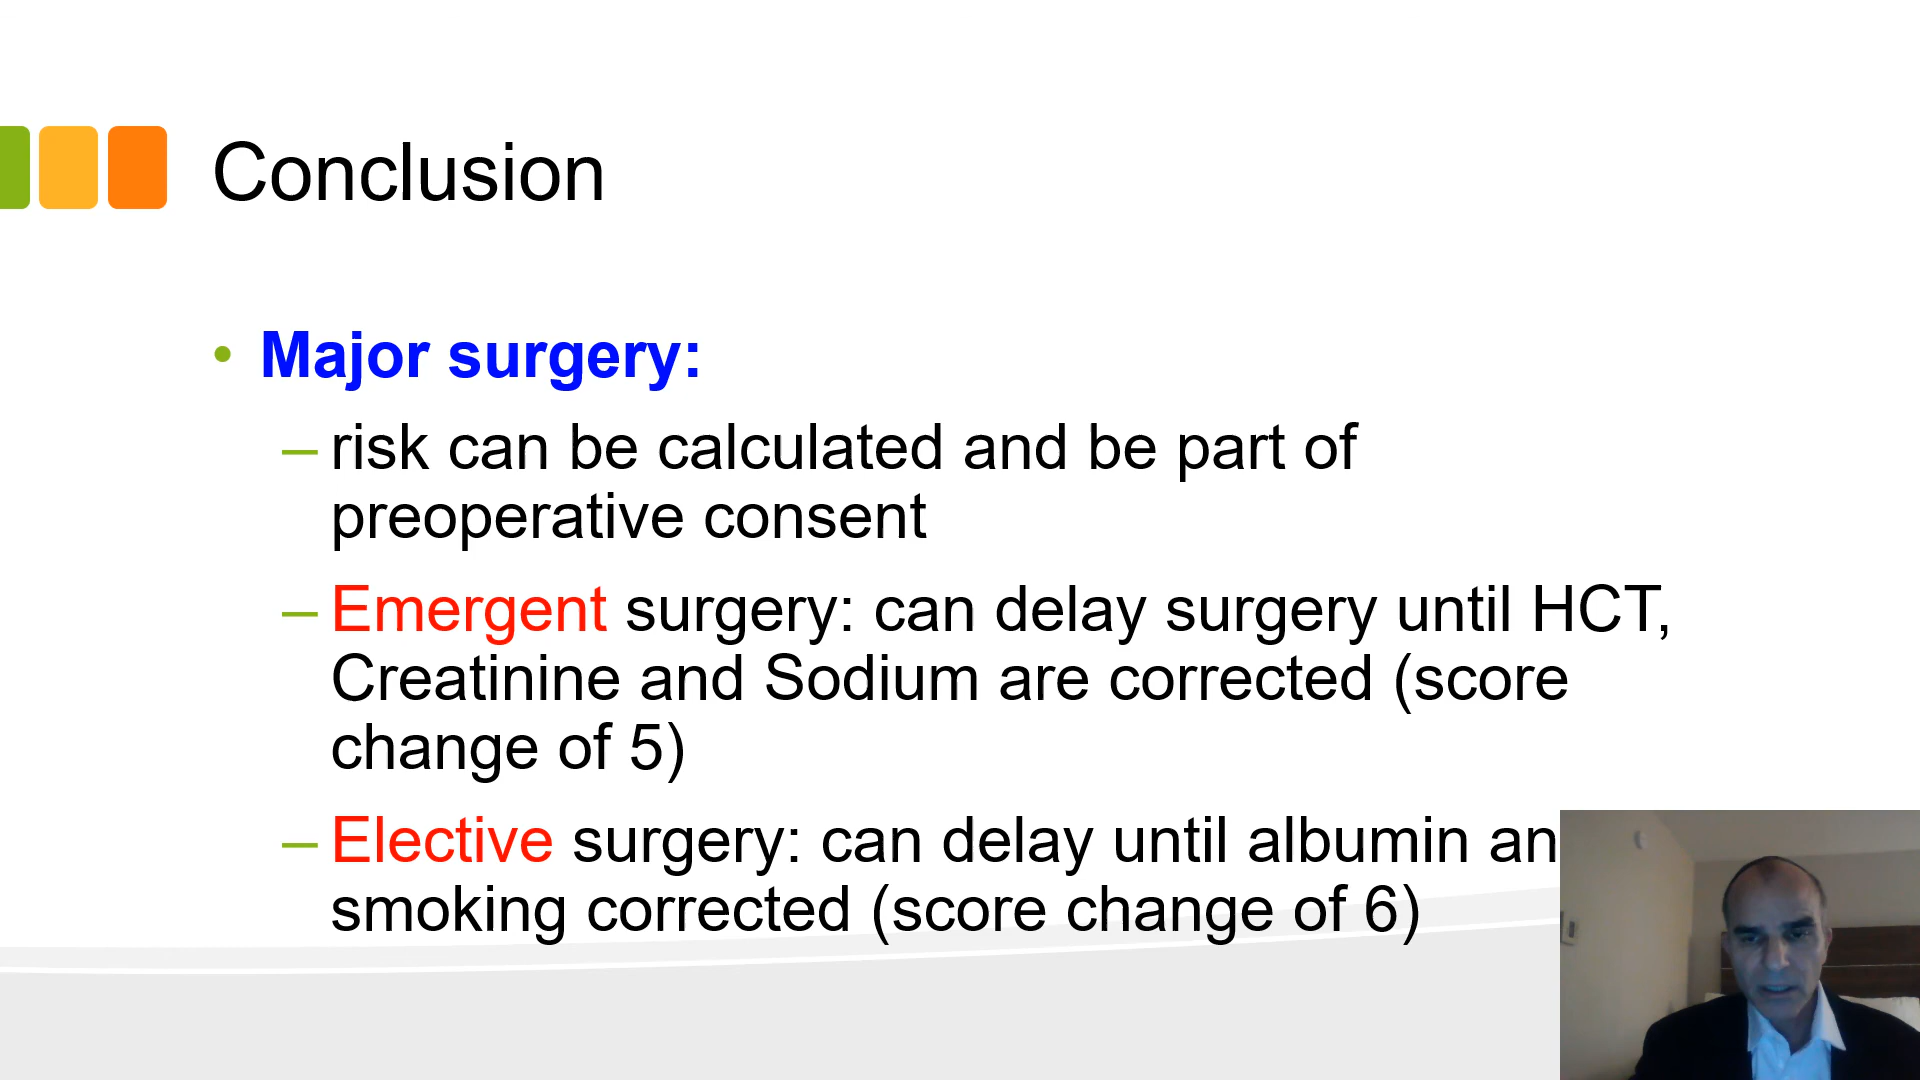 Conclusion
• Major surgery:
– risk can be calculated and be part of
preoperative consent
– Emergent surgery: can delay surgery until HCT,
Creatinine and Sodium are corrected (score
change of 5)
– Elective surgery: can delay until albumin an
smoking corrected (score change of 6)